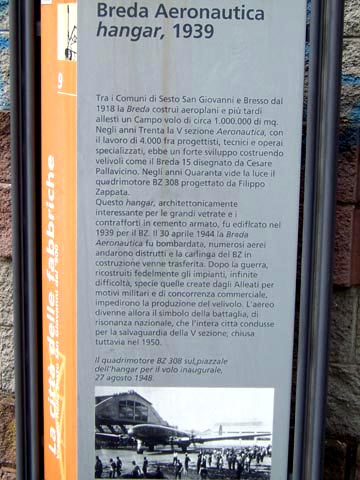 Breda Aeronautica
hangar, 1939
9
La città delle fabbriche
Tra i Comuni di Sesto San Giovanni e Bresso dal
1918 la Breda costruì aeroplani e più tardi
allestì un Campo volo di circa 1.000.000 di mq.
Negli anni Trenta la V sezione Aeronautica, con
il lavoro di 4.000 fra progettisti, tecnici e operai
specializzati, ebbe un forte sviluppo costruendo
velivoli come il Breda 15 disegnato da Cesare
Pallavicino. Negli anni Quaranta vide la luce il
quadrimotore BZ 308 progettato da Filippo
Zappata.
Questo hangar, architettonicamente
interessante per le grandi vetrate e i
contrafforti in cemento armato, fu edificato nel
1939 per il BZ. Il 30 aprile 1944 la Breda
Aeronautica fu bombardata, numerosi aerei
andarono distrutti e la carlinga del BZ in
costruzione venne trasferita. Dopo la guerra,
ricostruiti fedelmente gli impianti, infinite
difficoltà, specie quelle create dagli Alleati per
motivi militari e di concorrenza commerciale,
impedirono la produzione del velivolo. L'aereo
divenne allora il simbolo della battaglia, di
risonanza nazionale, che l'intera città condusse
per la salvaguardia della V sezione, chiusa
tuttavia nel 1950.
Il quadrimotore BZ 308 sul piazzale
dell'hangar per il volo inaugurale,
27 agosto 1948.